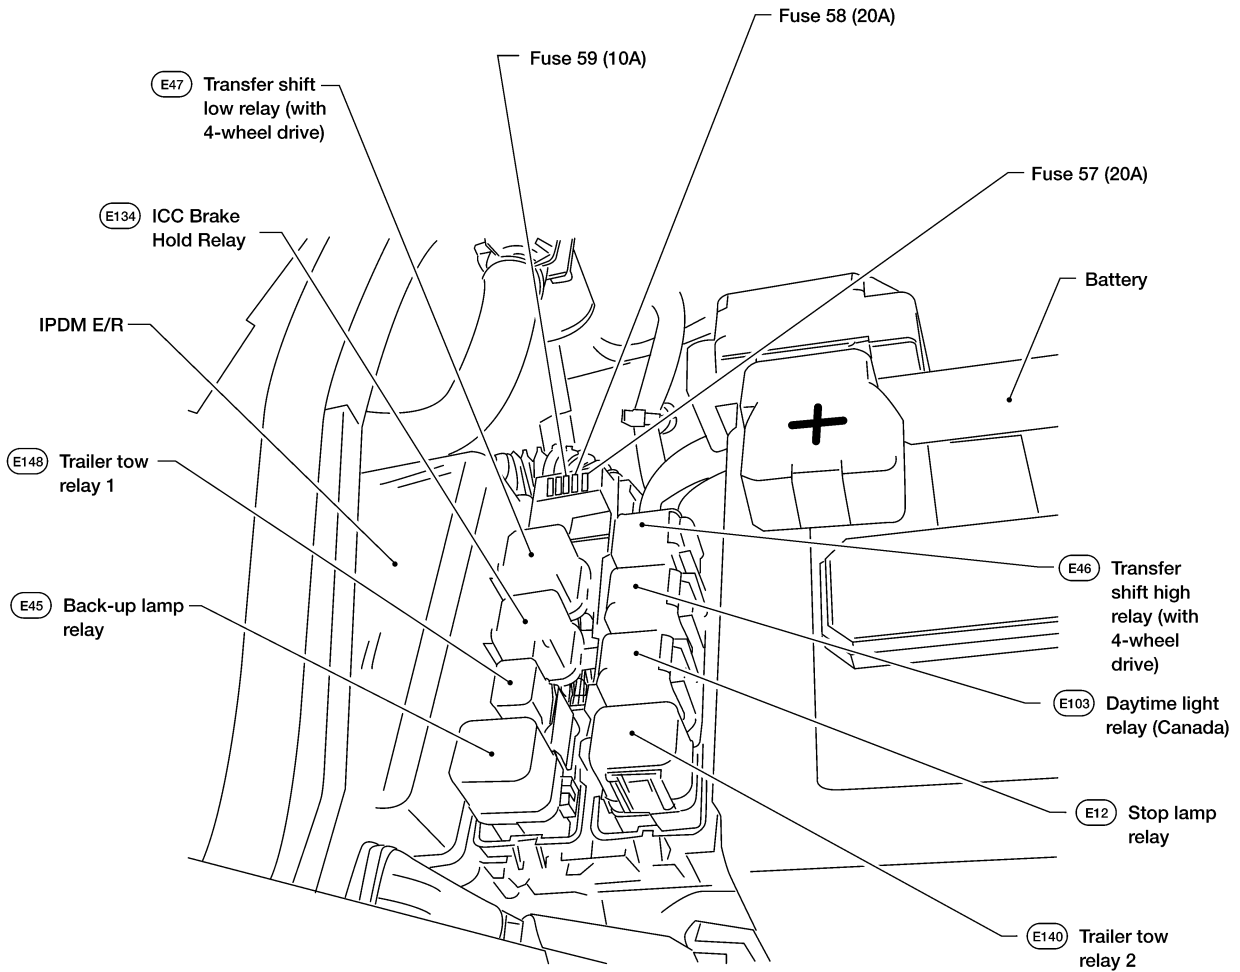 Fuse 58 (20A)
Fuse 59 (10A)
E47 Transfer shift
low relay (with
4-wheel drive)
Fuse 57 (20A)
E134 ICC Brake
Hold Relay
Battery
IPDM E/R
E148 Trailer tow
relay 1
E46 Transfer
shift high
relay (with
4-wheel
drive)
E45 Back-up lamp
relay
E103 Daytime light
relay (Canada)
E12 Stop lamp
relay
E140 Trailer tow
relay 2